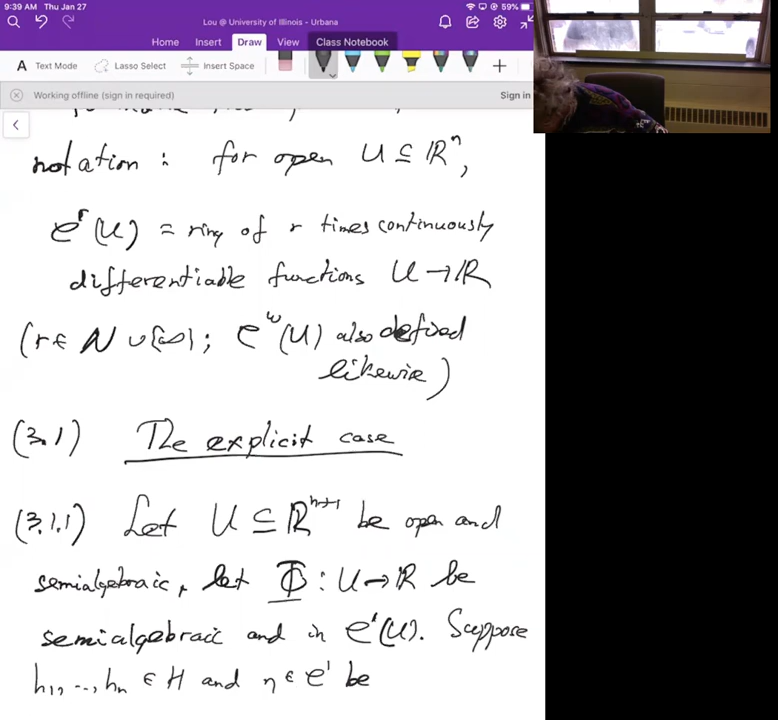 9:39 AM Thu Jan 27
59%
Lou @ University of Illinois - Urbana
Home Insert Draw View Class Notebook
A Text Mode Lasso Select Insert Space
Working offline (sign in required) Sign in
notation : for open U ⊆ ℝⁿ,
C^r(U) = ring of r times continuously
differentiable functions U → ℝ
(r ∈ N ∪ {∞}; C^ω(U) also defined
likewise)
(3.1) The explicit case
(3.1.1) Let U ⊆ ℝ^{n+1} be open and
semialgebraic, let Φ : U → ℝ be
semialgebraic and in C¹(U). Suppose
h₁, ..., hₙ ∈ H and η ∈ C¹ be